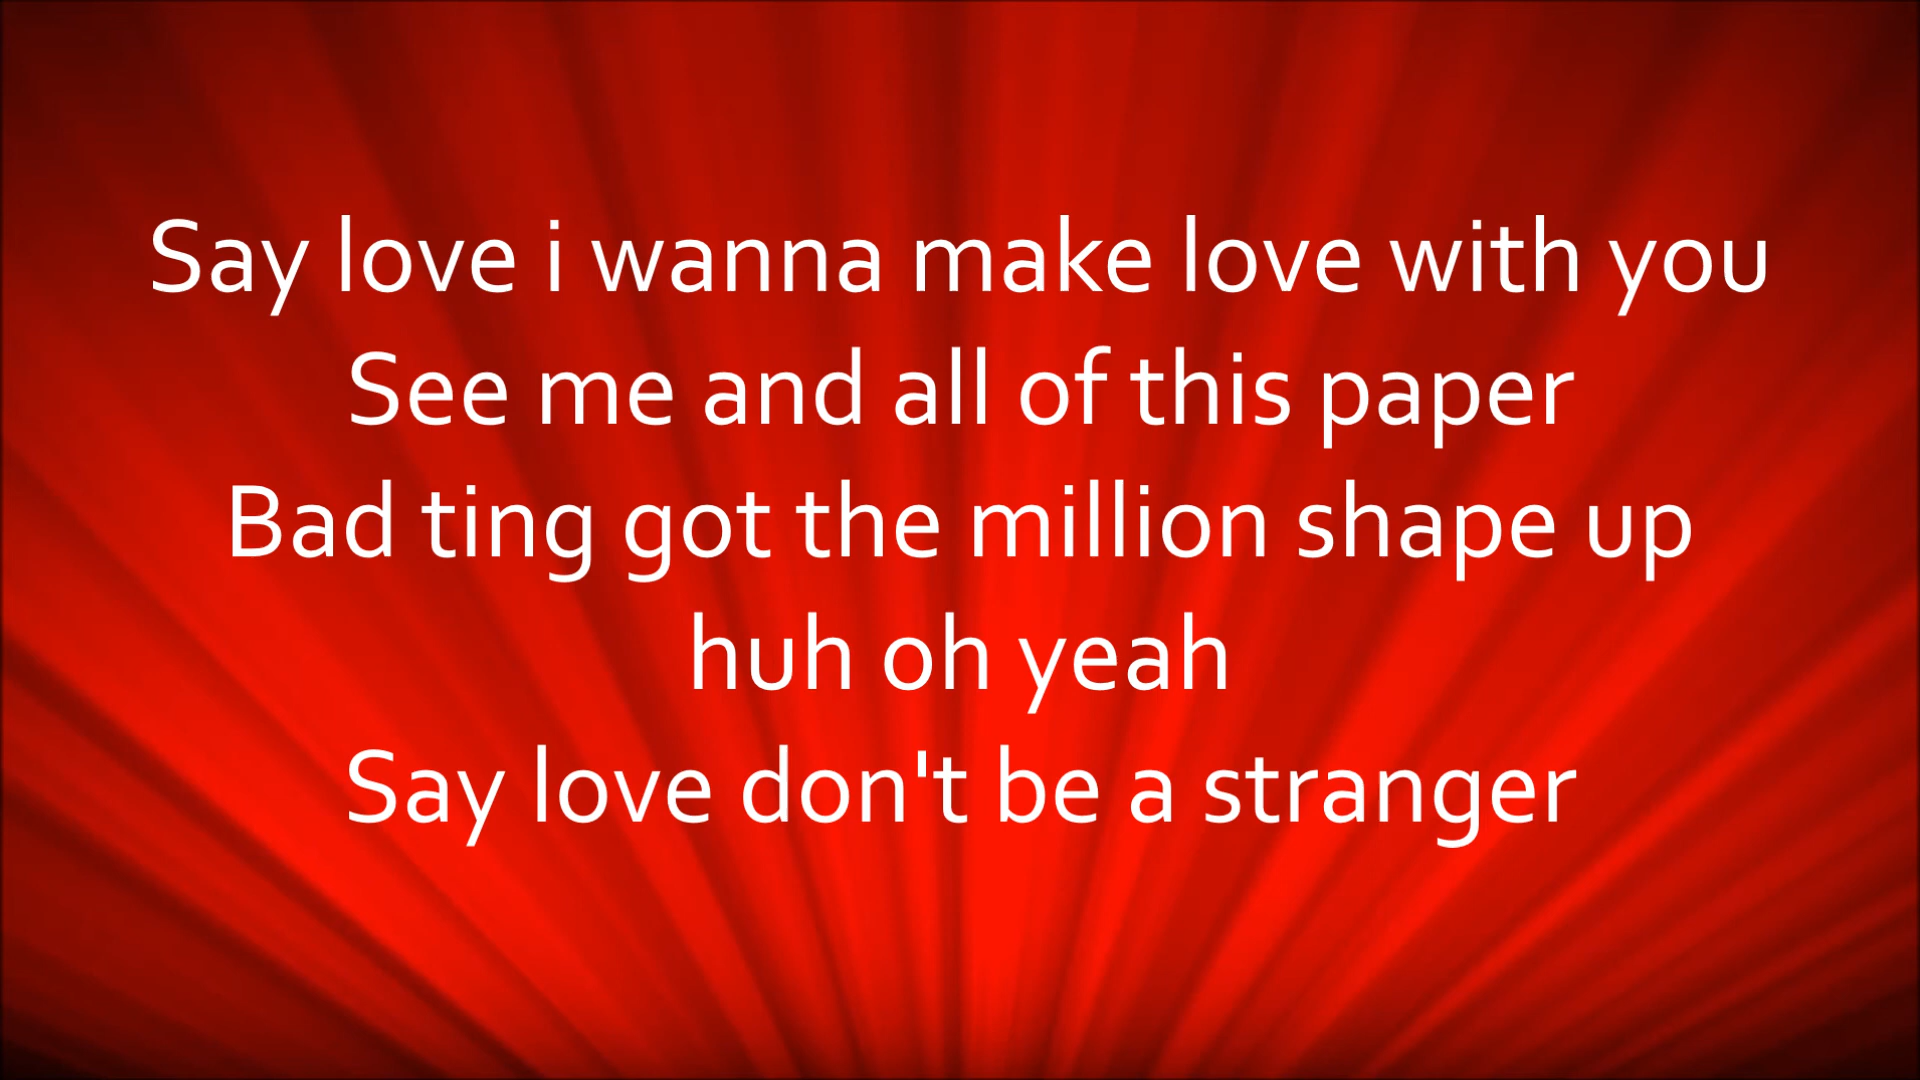 Say love i wanna make love with you
See me and all of this paper
Bad ting got the million shape up
huh oh yeah
Say love don't be a stranger